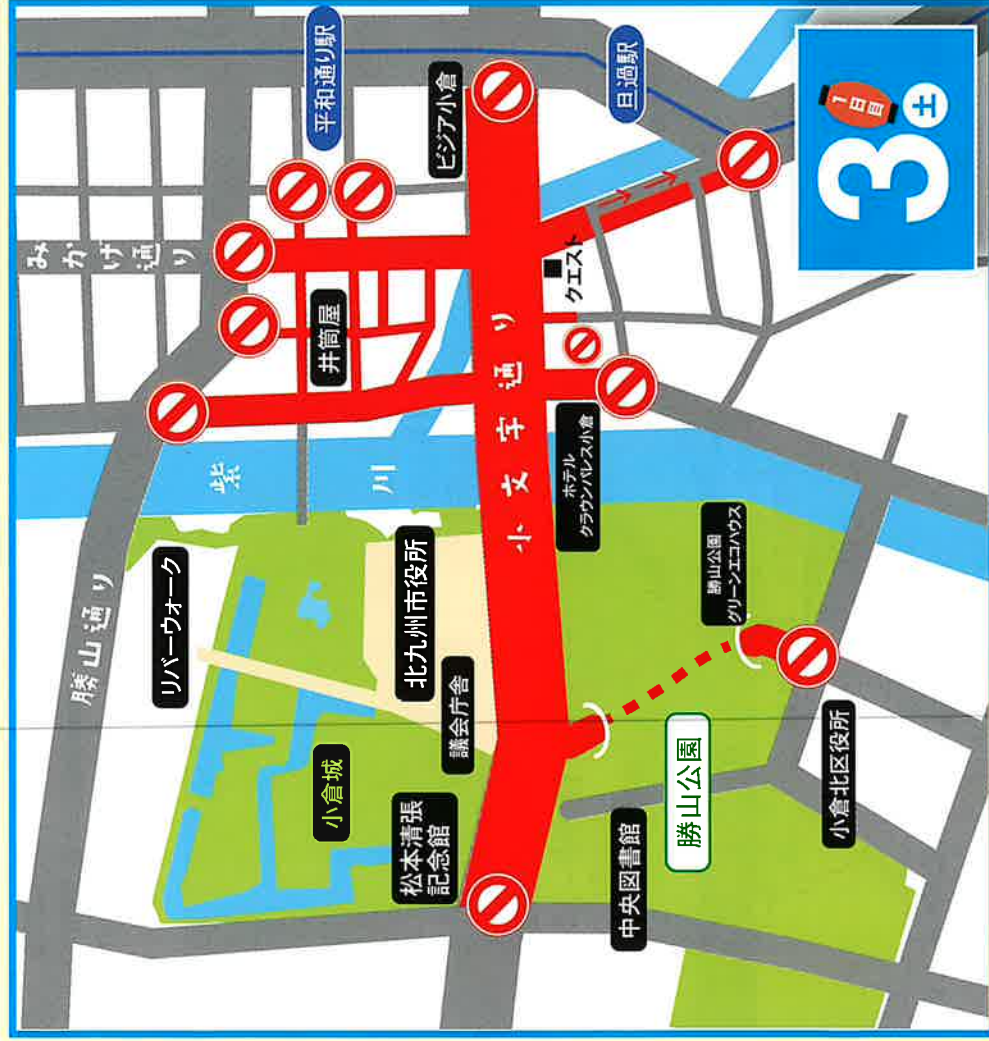 3
1日目
土
平和通り駅
旦過駅
ビジア小倉
みかげ通り
井筒屋
クエスト
小文字通り
紫川
ホテル
クラウンパレス小倉
勝山通り
リバーウォーク
北九州市役所
議会庁舎
小倉城
松本清張
記念館
勝山公園
グリーンエコハウス
勝山公園
中央図書館
小倉北区役所